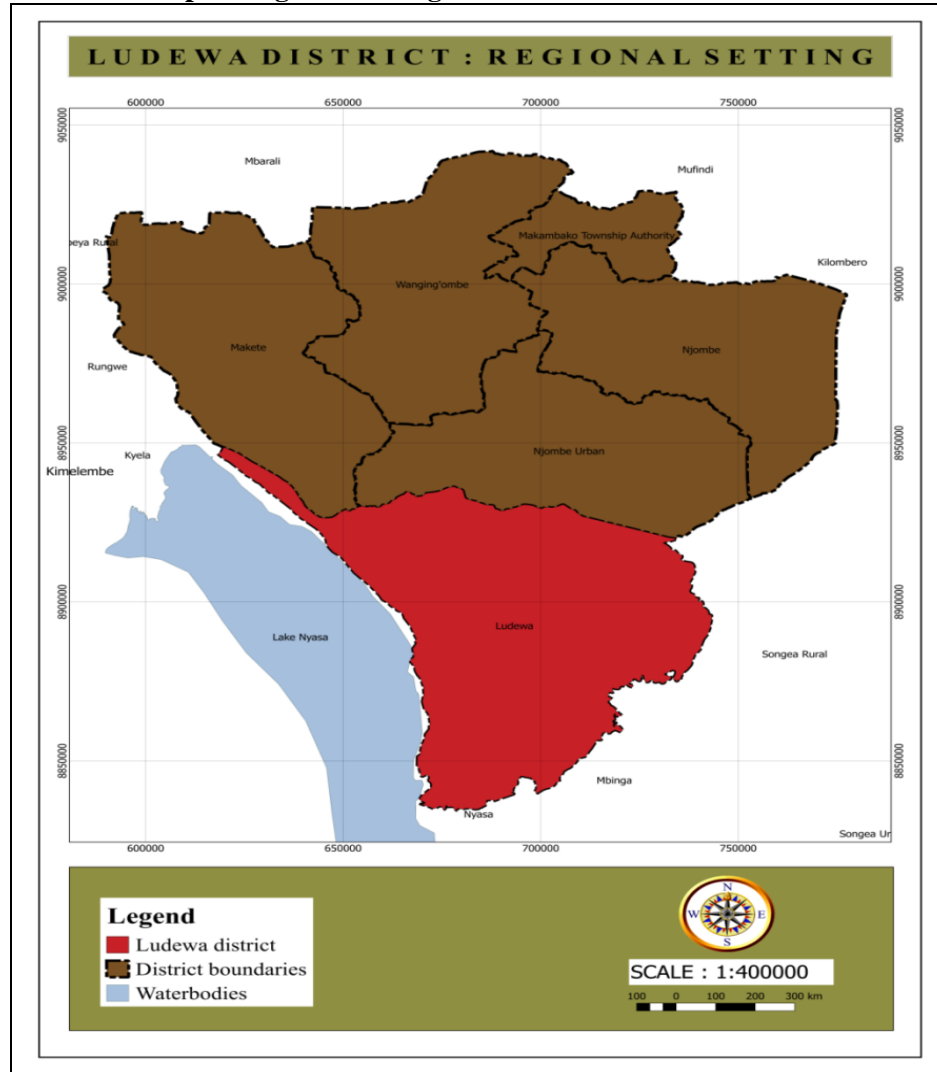 LUDEWA DISTRICT : REGIONAL SETTING
600000 650000 700000 750000
9050000 9050000
Mbarali
Mufindi
Makambako Township Authority
peya Rural
Kilombero
9000000 9000000
Wanging'ombe
Makete
Njombe
Rungwe
8950000 8950000
Njombe Urban
Kyela
Kimelembe
8900000 8900000
Ludewa
Lake Nyasa
Songea Rural
8850000 8850000
Mbinga
Nyasa
Songea Ur
600000 650000 700000 750000
Legend
Ludewa district
District boundaries
Waterbodies
N
W E
S
SCALE : 1:400000
100 0 100 200 300 km